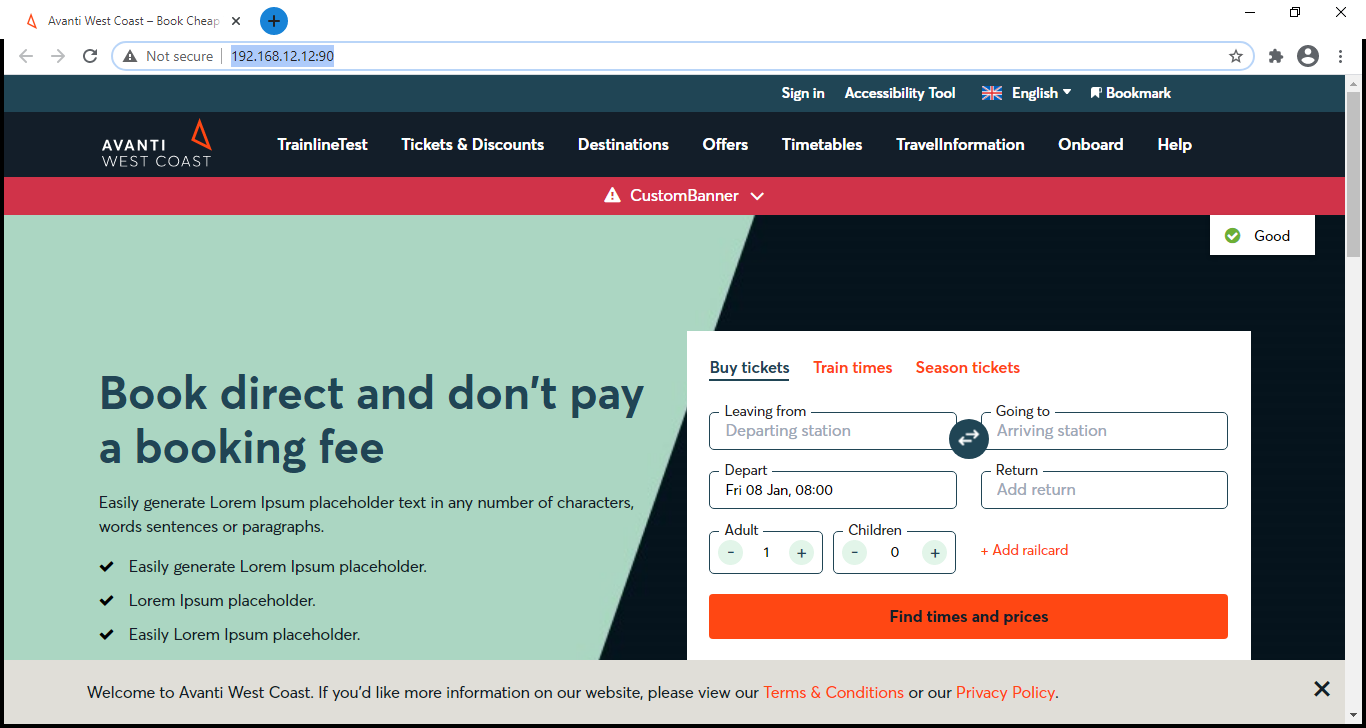 Avanti West Coast – Book Cheap
Not secure
192.168.12.12:90
Sign in
Accessibility Tool
English
Bookmark
AVANTI
WEST COAST
TrainlineTest
Tickets & Discounts
Destinations
Offers
Timetables
TravelInformation
Onboard
Help
CustomBanner
Good
Book direct and don't pay
a booking fee
Easily generate Lorem Ipsum placeholder text in any number of characters,
words sentences or paragraphs.
Easily generate Lorem Ipsum placeholder.
Lorem Ipsum placeholder.
Easily Lorem Ipsum placeholder.
Buy tickets
Train times
Season tickets
Leaving from
Departing station
Going to
Arriving station
Depart
Fri 08 Jan, 08:00
Return
Add return
Adult
- 1 +
Children
- 0 +
+ Add railcard
Find times and prices
Welcome to Avanti West Coast. If you'd like more information on our website, please view our Terms & Conditions or our Privacy Policy.